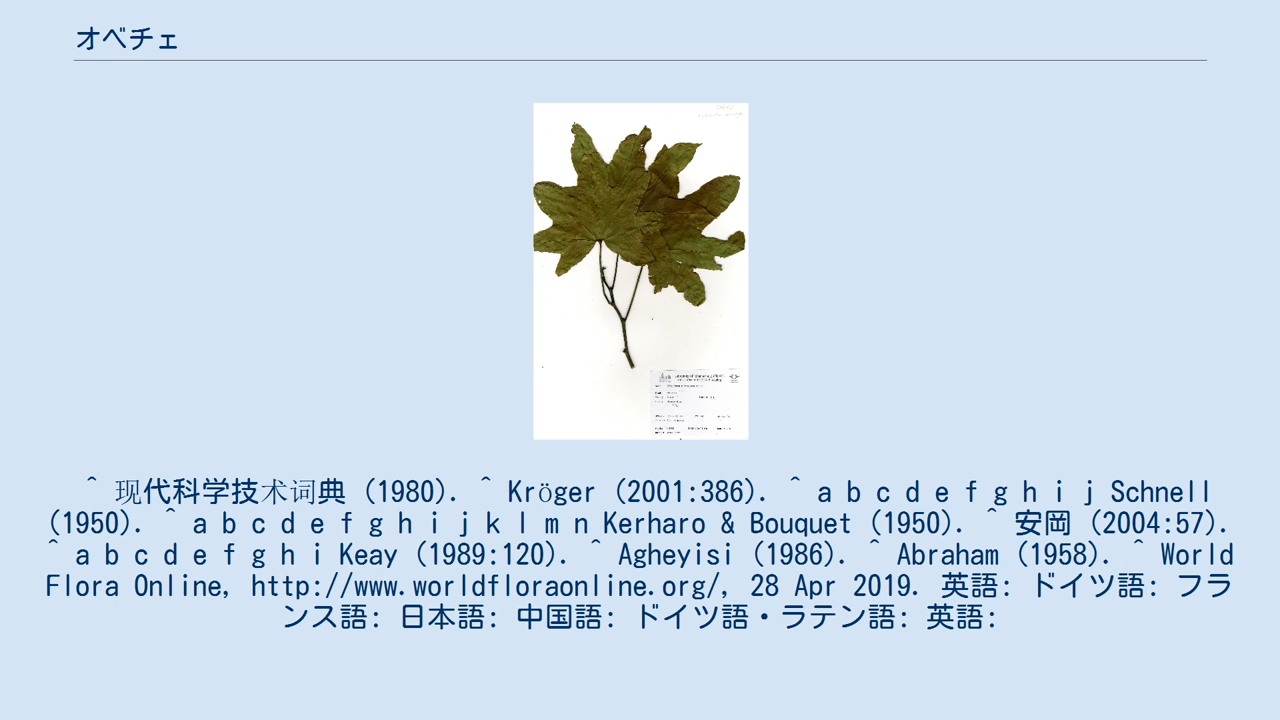 オベチェ
^ 现代科学技术词典 (1980). ^ Kröger (2001:386). ^ a b c d e f g h i j Schnell
(1950). ^ a b c d e f g h i j k l m n Kerharo & Bouquet (1950). ^ 安岡 (2004:57).
^ a b c d e f g h i Keay (1989:120). ^ Agheyisi (1986). ^ Abraham (1958). ^ World
Flora Online, http://www.worldfloraonline.org/, 28 Apr 2019. 英語: ドイツ語: フラ
ンス語: 日本語: 中国語: ドイツ語・ラテン語: 英語: